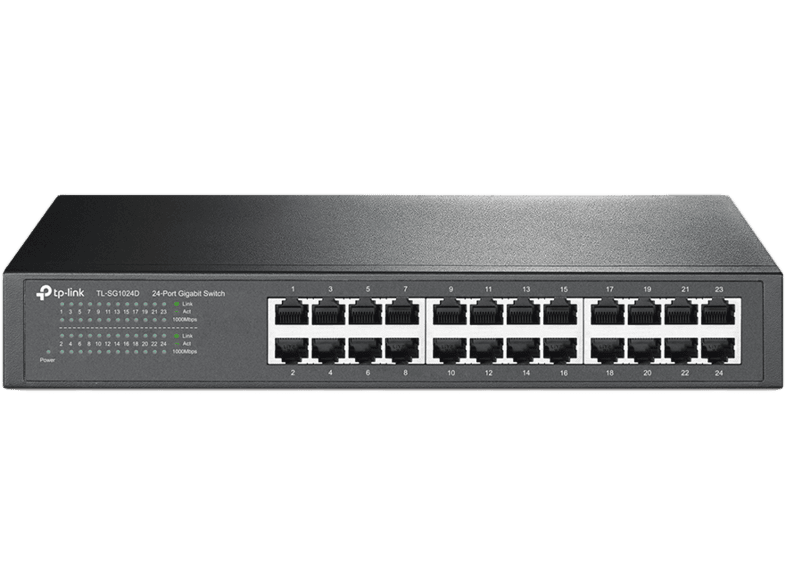 tp-link TL-SG1024D 24-Port Gigabit Switch
Link
1 3 5 7 9 11 13 15 17 19 21 23 Act
1000Mbps
Link
2 4 6 8 10 12 14 16 18 20 22 24 Act
1000Mbps
Power
1 3 5 7 9 11 13 15 17 19 21 23
2 4 6 8 10 12 14 16 18 20 22 24